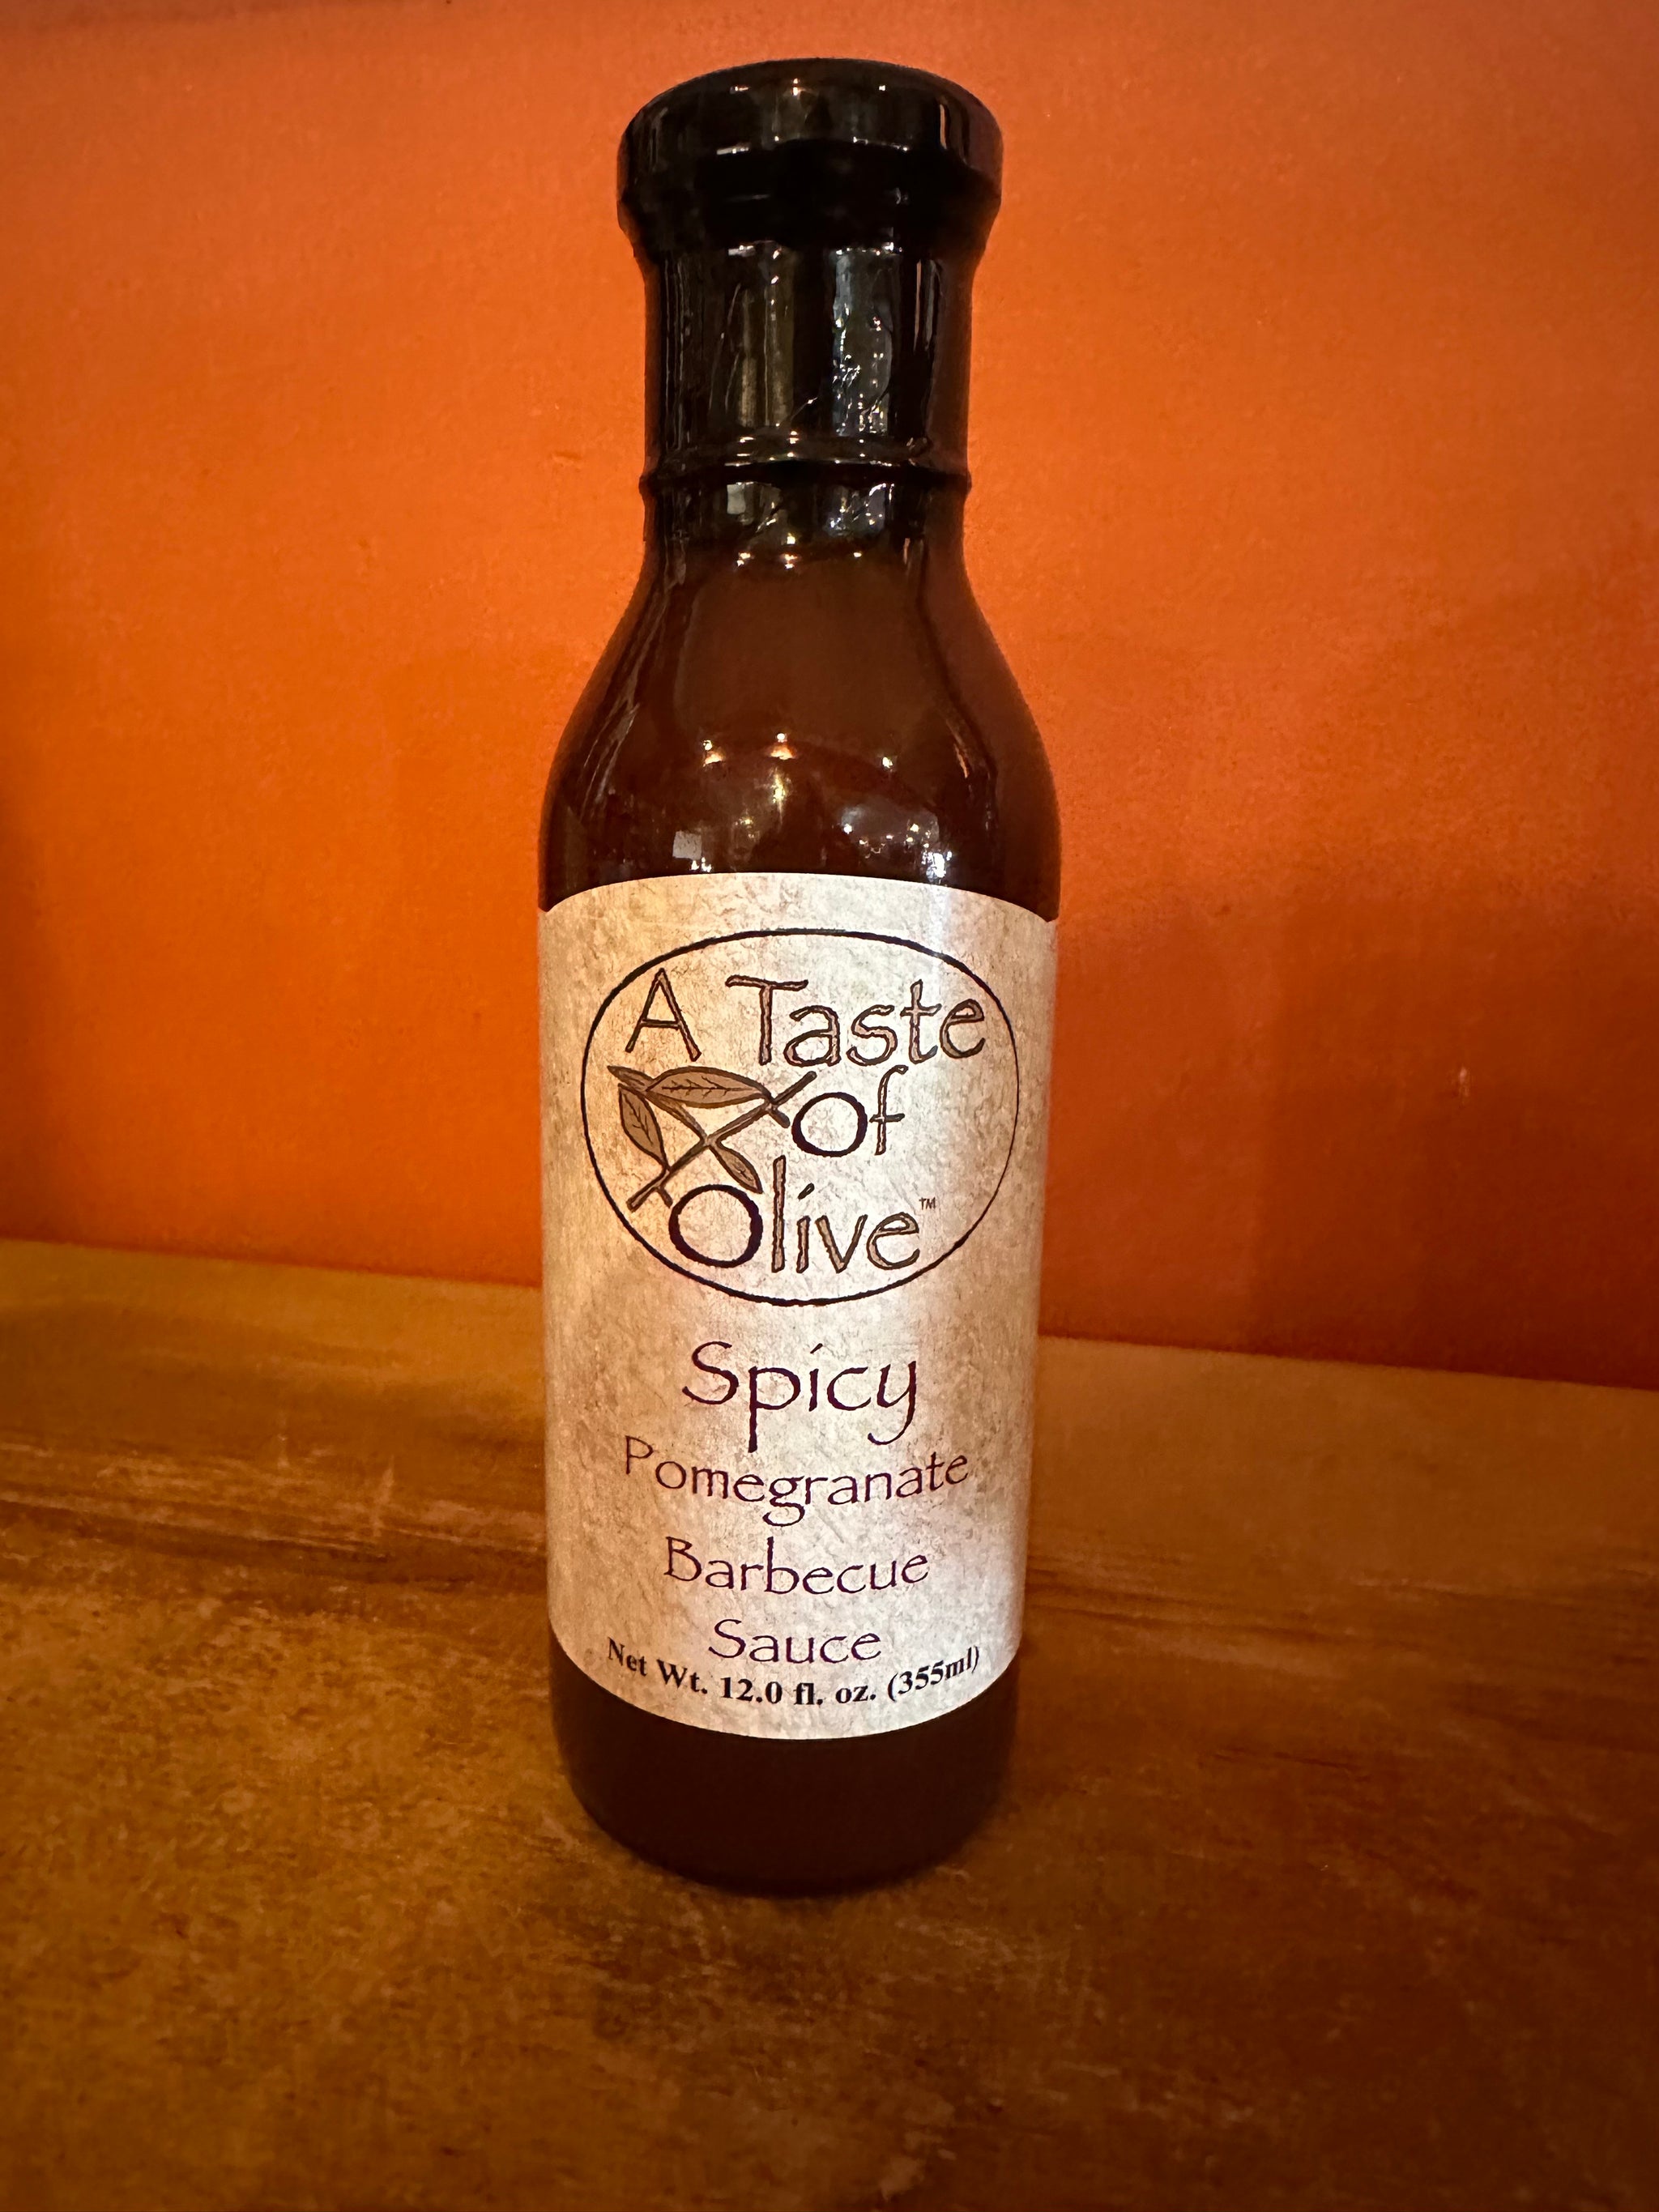 A Taste
of
Olive™
Spicy
Pomegranate
Barbecue
Sauce
Net Wt. 12.0 fl. oz. (355ml)